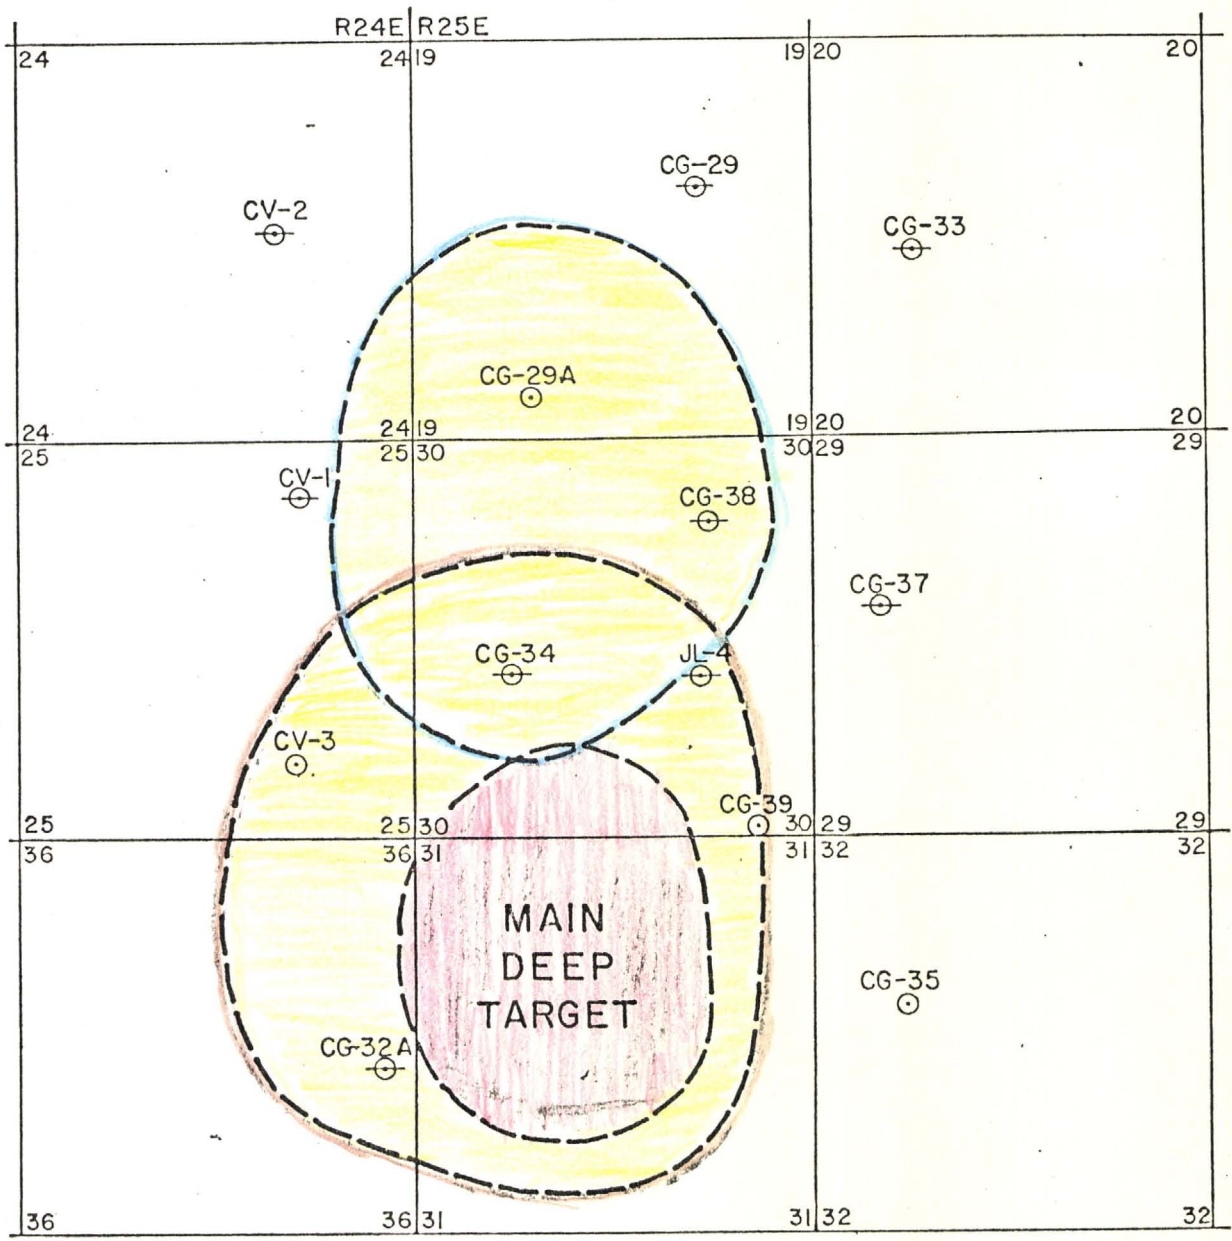 R24E R25E
24 24 19 19 20 20
CG-29
CV-2
CG-33
CG-29A
24 24 19 19 20 20
25 25 30 30 29 29
CV-1
CG-38
CG-37
CG-34
JL-4
CV-3
CG-39
25 25 30 30 29 29
36 36 31 31 32 32
MAIN
DEEP
TARGET
CG-35
CG-32A
36 36 31 31 32 32